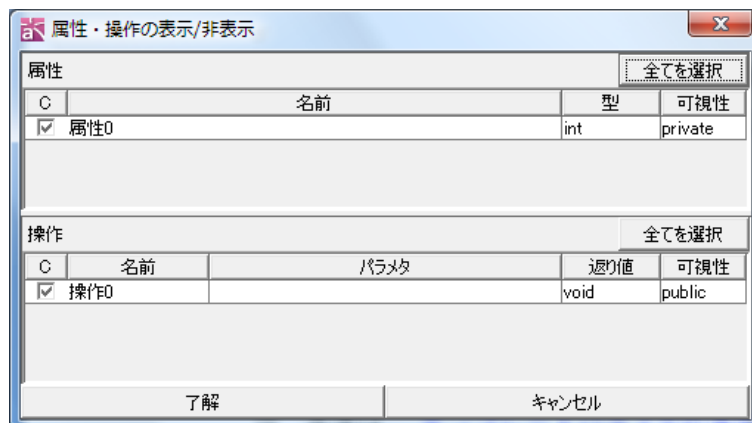 属性・操作の表示/非表示
属性 全てを選択
C 名前 型 可視性
属性0 int private
操作 全てを選択
C 名前 パラメタ 返り値 可視性
操作0 void public
了解 キャンセル